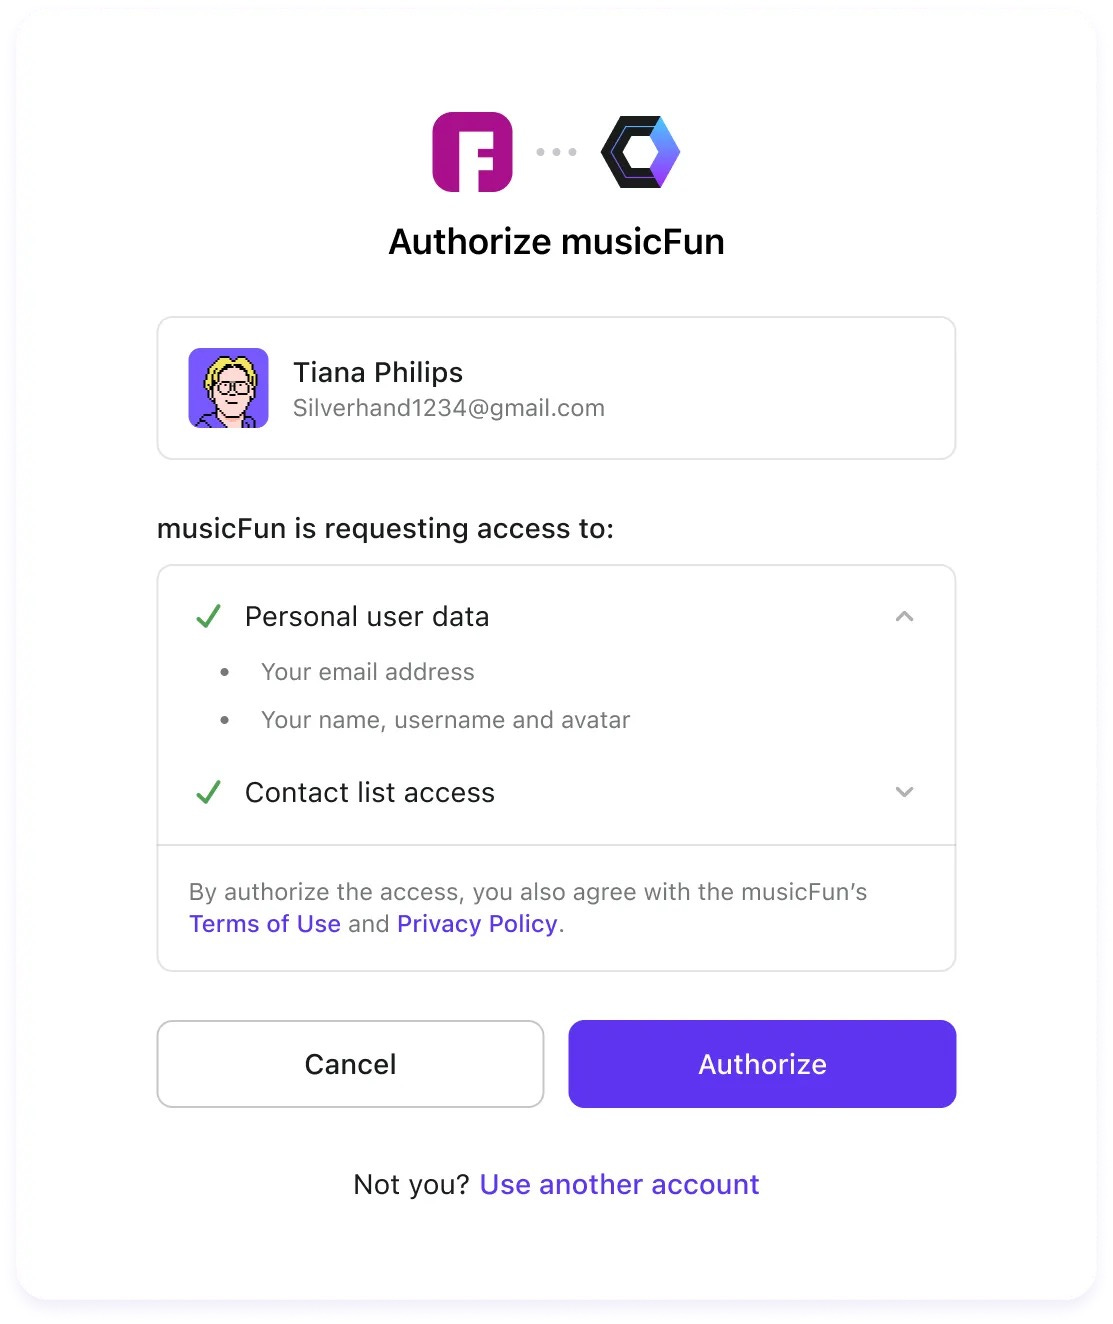 Authorize musicFun
Tiana Philips
Silverhand1234@gmail.com
musicFun is requesting access to:
Personal user data
• Your email address
• Your name, username and avatar
Contact list access
By authorize the access, you also agree with the musicFun’s
Terms of Use and Privacy Policy.
Cancel
Authorize
Not you? Use another account